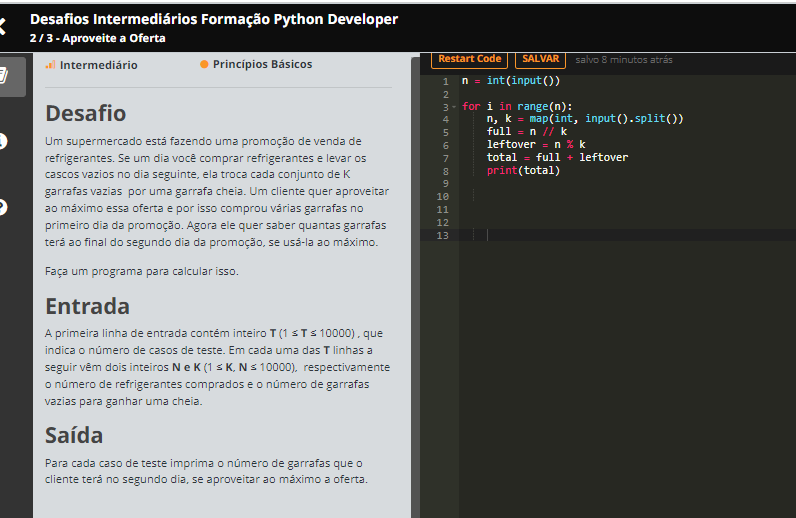 Desafios Intermediários Formação Python Developer
2 / 3 - Aproveite a Oferta
Intermediário
Princípios Básicos
Desafio
Um supermercado está fazendo uma promoção de venda de
refrigerantes. Se um dia você comprar refrigerantes e levar os
cascos vazios no dia seguinte, ela troca cada conjunto de K
garrafas vazias por uma garrafa cheia. Um cliente quer aproveitar
ao máximo essa oferta e por isso comprou várias garrafas no
primeiro dia da promoção. Agora ele quer saber quantas garrafas
terá ao final do segundo dia da promoção, se usá-la ao máximo.
Faça um programa para calcular isso.
Entrada
A primeira linha de entrada contém inteiro T (1 ≤ T ≤ 10000) , que
indica o número de casos de teste. Em cada uma das T linhas a
seguir vêm dois inteiros N e K (1 ≤ K, N ≤ 10000), respectivamente
o número de refrigerantes comprados e o número de garrafas
vazias para ganhar uma cheia.
Saída
Para cada caso de teste imprima o número de garrafas que o
cliente terá no segundo dia, se aproveitar ao máximo a oferta.
Restart Code SALVAR salvo 8 minutos atrás
1 n = int(input())
2
3 for i in range(n):
4 n, k = map(int, input().split())
5 full = n // k
6 leftover = n % k
7 total = full + leftover
8 print(total)
9
10
11
12
13